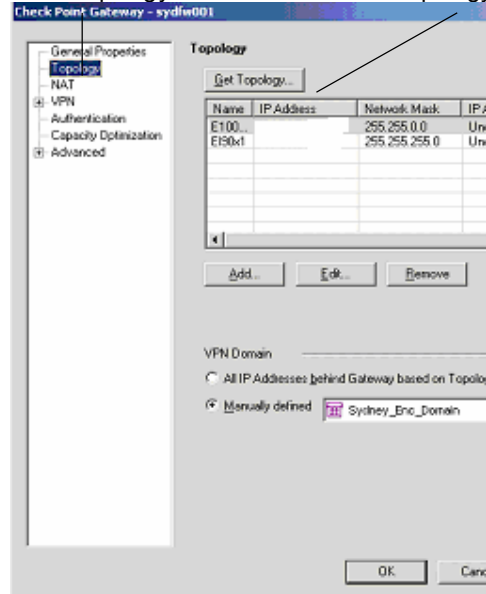 Check Point Gateway - sydfw001
General Properties
Topology
NAT
VPN
Authentication
Capacity Optimization
Advanced
Topology
Get Topology...
Name IP Address Network Mask
E100... 255.255.0.0
El90x1 255.255.255.0
Add... Edit... Remove
VPN Domain
All IP Addresses behind Gateway based on
Manually defined Sydney_Enc_Domain
OK